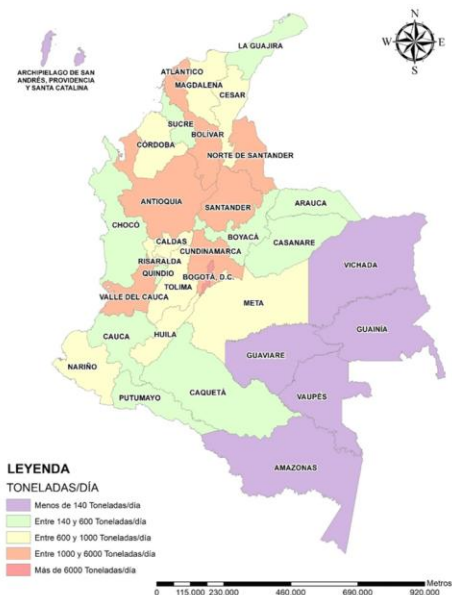 N
W E
S
LA GUAJIRA
ARCHIPIELAGO DE SAN
ANDRÉS, PROVIDENCIA
Y SANTA CATALINA
ATLÁNTICO
MAGDALENA
CESAR
SUCRE
BOLÍVAR
CÓRDOBA
NORTE DE SANTANDER
ANTIOQUIA
SANTANDER
ARAUCA
CHOCÓ
BOYACÁ
CASANARE
CALDAS
CUNDINAMARCA
RISARALDA
VICHADA
QUINDIO
BOGOTÁ, D.C.
TOLIMA
VALLE DEL CAUCA
META
GUAINÍA
HUILA
CAUCA
GUAVIARE
NARIÑO
VAUPÉS
CAQUETÁ
PUTUMAYO
AMAZONAS
LEYENDA
TONELADAS/DÍA
Menos de 140 Toneladas/día
Entre 140 y 600 Toneladas/día
Entre 600 y 1000 Toneladas/día
Entre 1000 y 6000 Toneladas/día
Más de 6000 Toneladas/día
Metros
0 115.000 230.000 460.000 690.000 920.000